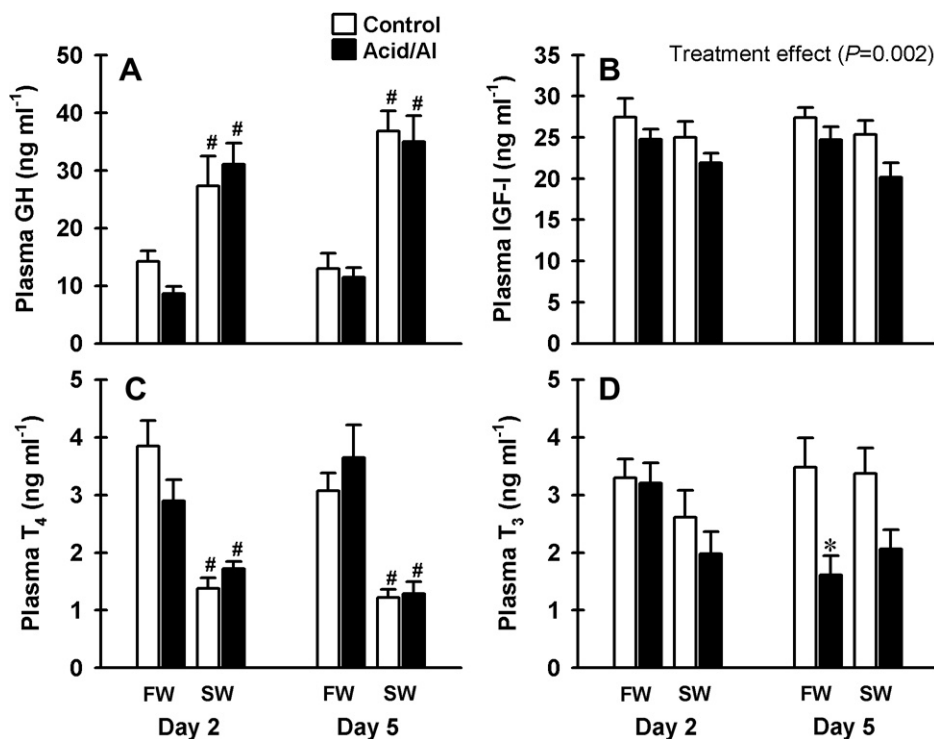 Control
Acid/Al
A
Plasma GH (ng ml⁻¹)
50
40
30
20
10
0
# # # #
B
Treatment effect (P=0.002)
Plasma IGF-I (ng ml⁻¹)
35
30
25
20
15
10
5
0
C
Plasma T₄ (ng ml⁻¹)
5
4
3
2
1
0
# # # #
FW SW FW SW
Day 2 Day 5
D
Plasma T₃ (ng ml⁻¹)
5
4
3
2
1
0
*
FW SW FW SW
Day 2 Day 5